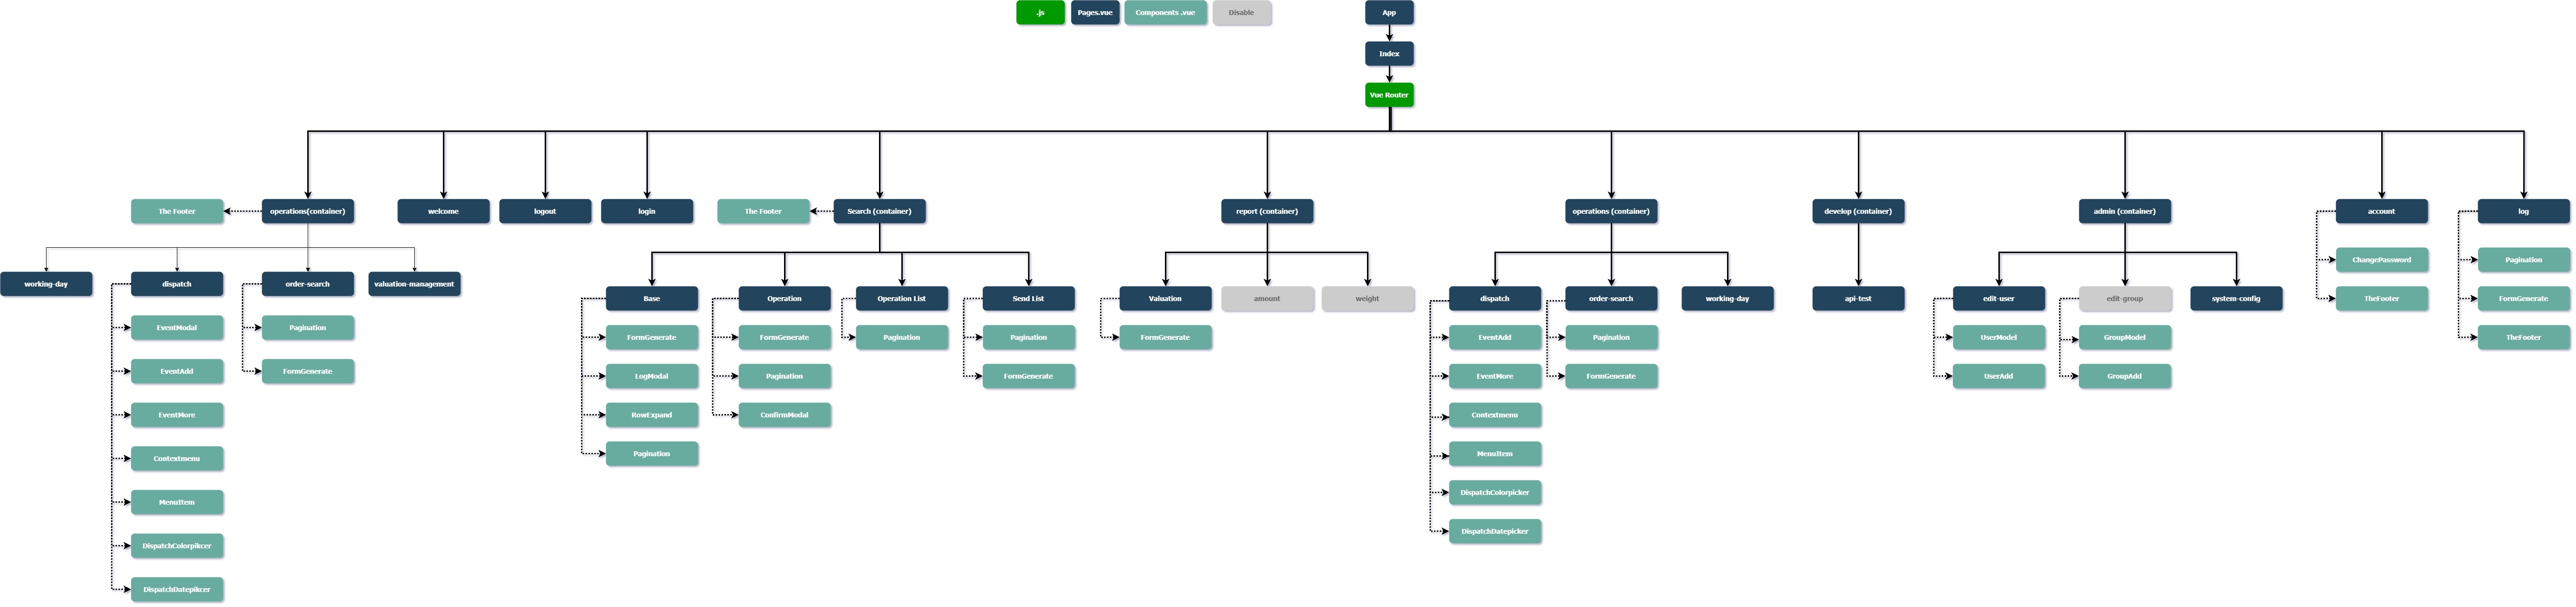 .js
Pages.vue
Components .vue
Disable
App
Index
Vue Router
The Footer
operations(container)
welcome
logout
login
The Footer
Search (container)
report (container)
operations (container)
develop (container)
admin (container)
account
log
working-day
dispatch
order-search
valuation-management
Base
Operation
Operation List
Send List
Valuation
amount
weight
dispatch
order-search
working-day
api-test
edit-user
edit-group
system-config
ChangePassword
Pagination
TheFooter
FormGenerate
TheFooter
EventModal
Pagination
EventAdd
FormGenerate
EventMore
Contextmenu
MenuItem
DispatchColorpikcer
DispatchDatepikcer
FormGenerate
LogModal
RowExpand
Pagination
FormGenerate
Pagination
ConfirmModal
Pagination
Pagination
FormGenerate
FormGenerate
EventAdd
EventMore
Contextmenu
MenuItem
DispatchColorpicker
DispatchDatepicker
Pagination
FormGenerate
UserModel
UserAdd
GroupModel
GroupAdd